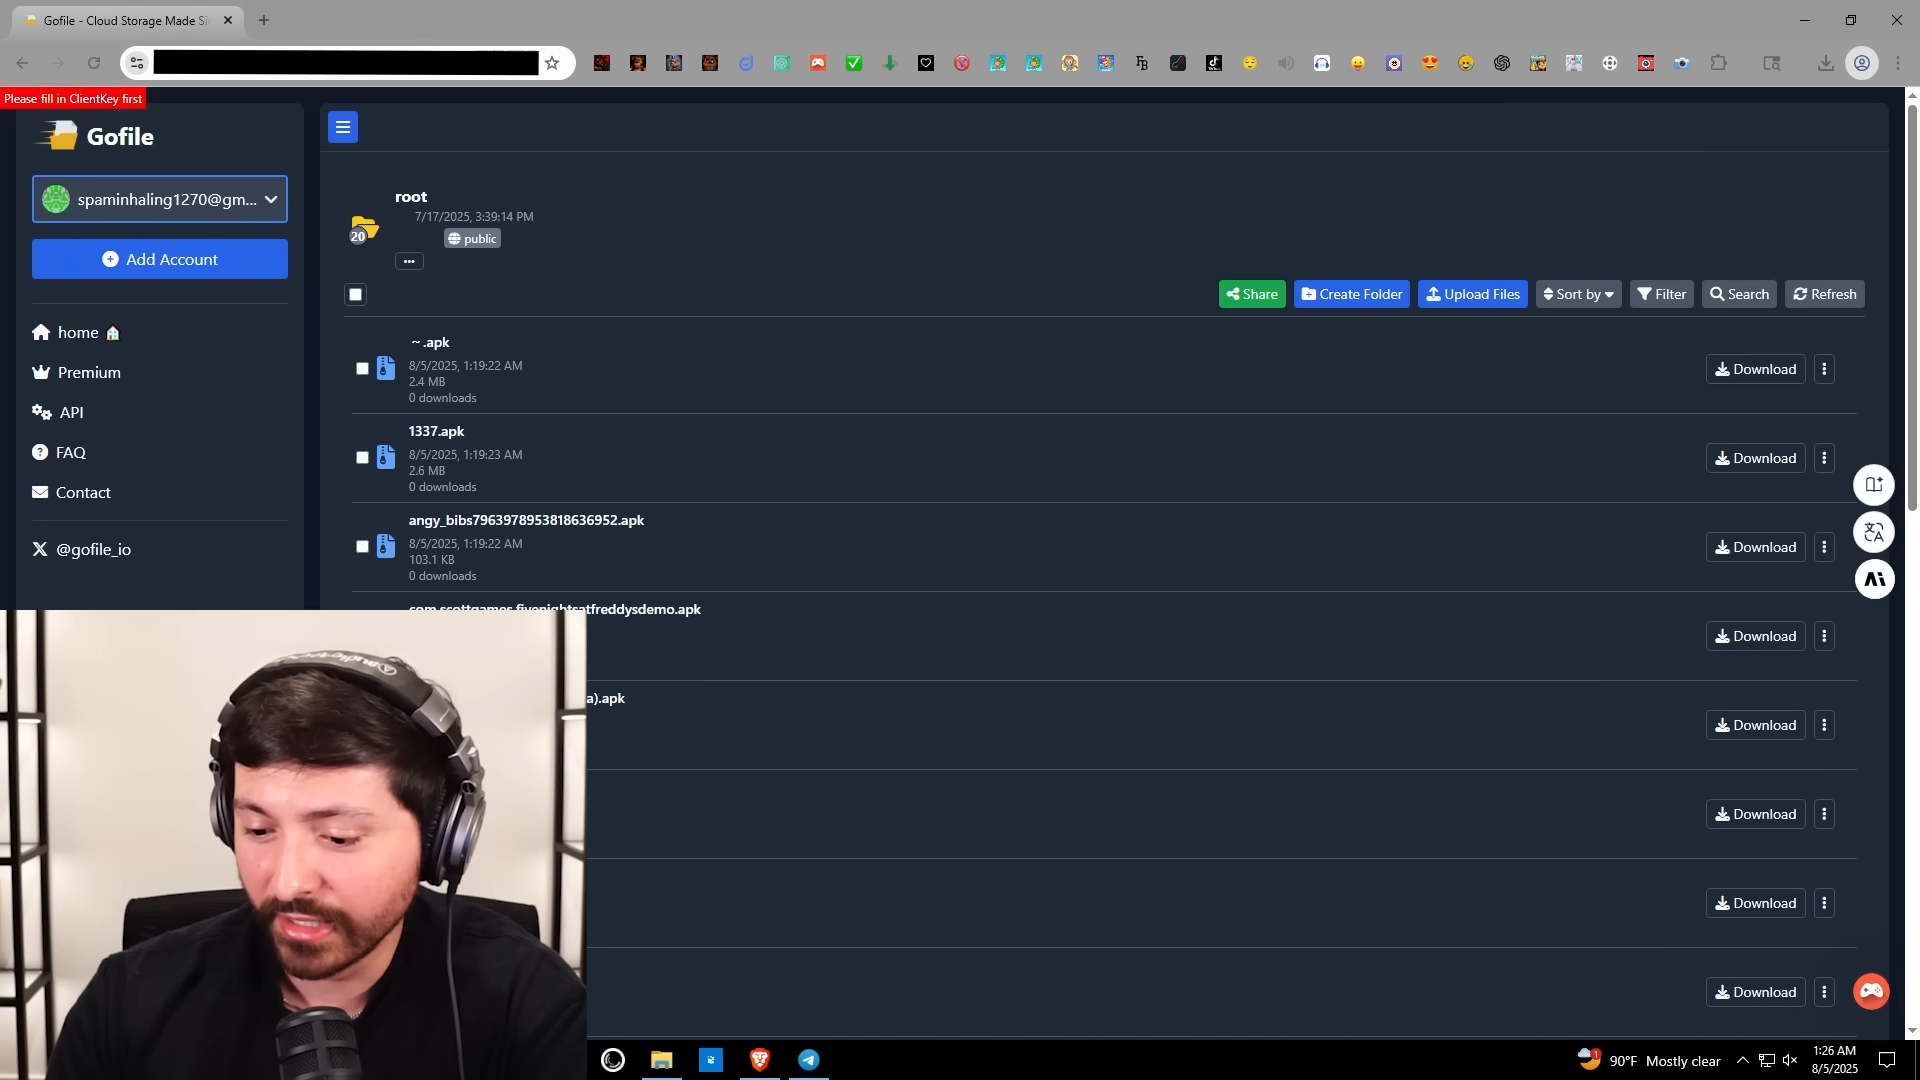 Gofile - Cloud Storage Made Si
Please fill in ClientKey first
Gofile
spaminhaling1270@gm...
Add Account
home
Premium
API
FAQ
Contact
@gofile_io
root
7/17/2025, 3:39:14 PM
20
public
Share
Create Folder
Upload Files
Sort by
Filter
Search
Refresh
~.apk
8/5/2025, 1:19:22 AM
2.4 MB
0 downloads
Download
1337.apk
8/5/2025, 1:19:23 AM
2.6 MB
0 downloads
Download
angy_bibs7963978953818636952.apk
8/5/2025, 1:19:22 AM
103.1 KB
0 downloads
Download
com.scottgames.fivenightsatfreddysdemo.apk
Download
a).apk
Download
Download
Download
Download
90°F Mostly clear
1:26 AM
8/5/2025